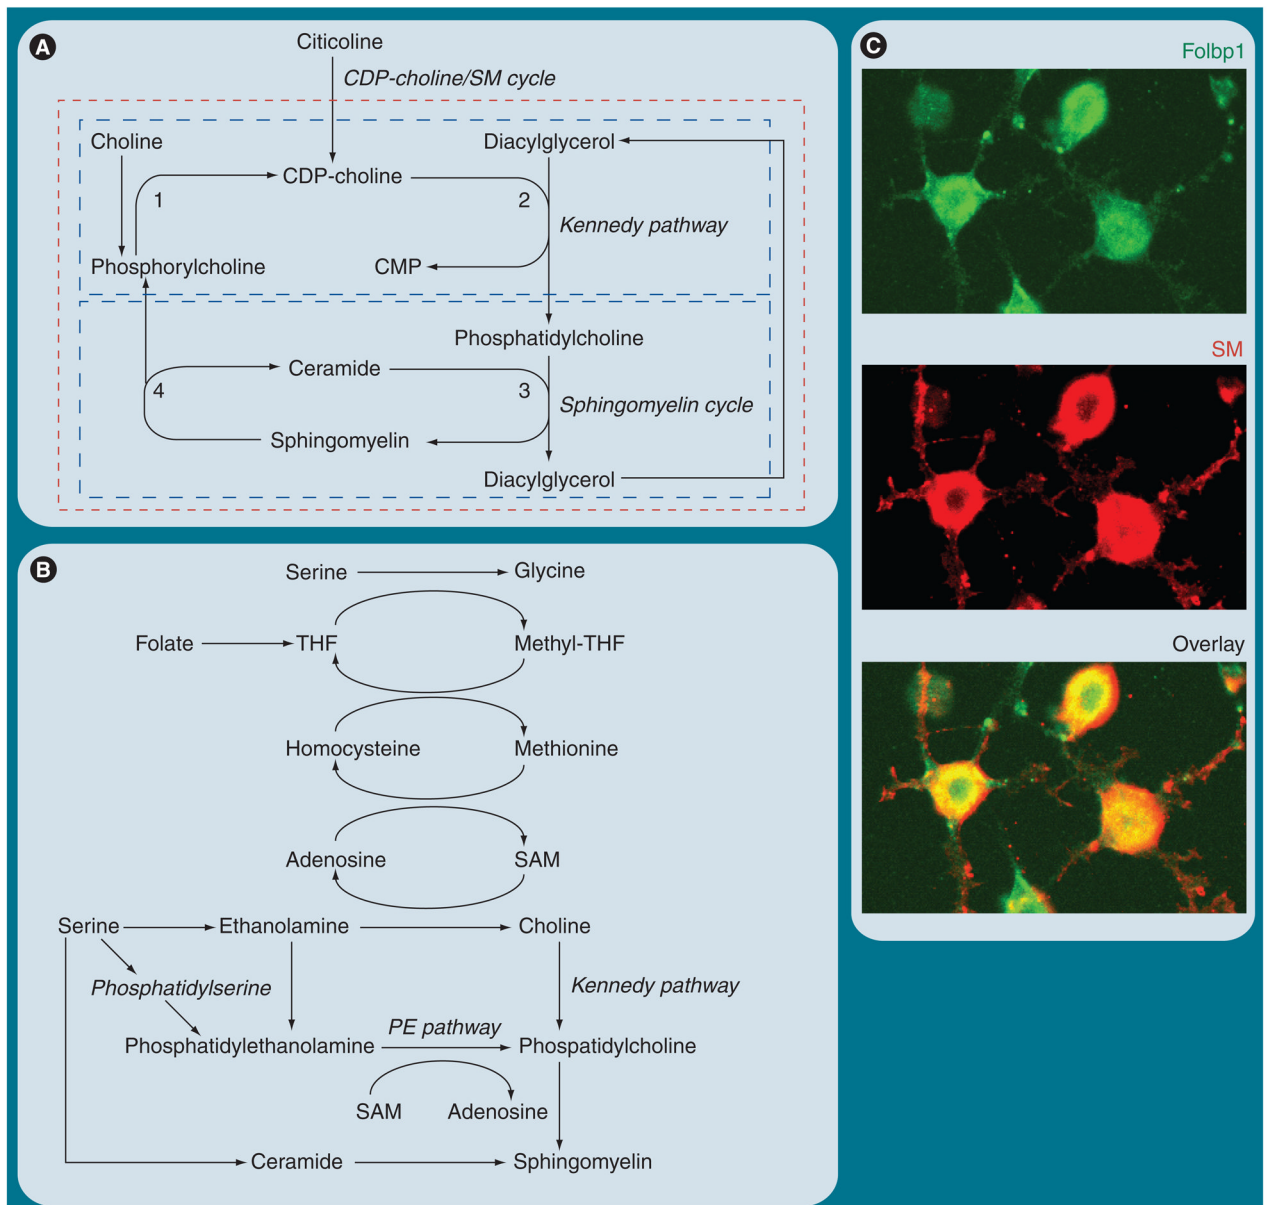 A
Citicoline
CDP-choline/SM cycle
Choline
Diacylglycerol
CDP-choline
1
2
Kennedy pathway
Phosphorylcholine
CMP
Phosphatidylcholine
Ceramide
4
3
Sphingomyelin cycle
Sphingomyelin
Diacylglycerol
B
Serine
Glycine
Folate
THF
Methyl-THF
Homocysteine
Methionine
Adenosine
SAM
Serine
Ethanolamine
Choline
Phosphatidylserine
Kennedy pathway
PE pathway
Phosphatidylethanolamine
Phospatidylcholine
SAM
Adenosine
Ceramide
Sphingomyelin
C
Folbp1
SM
Overlay